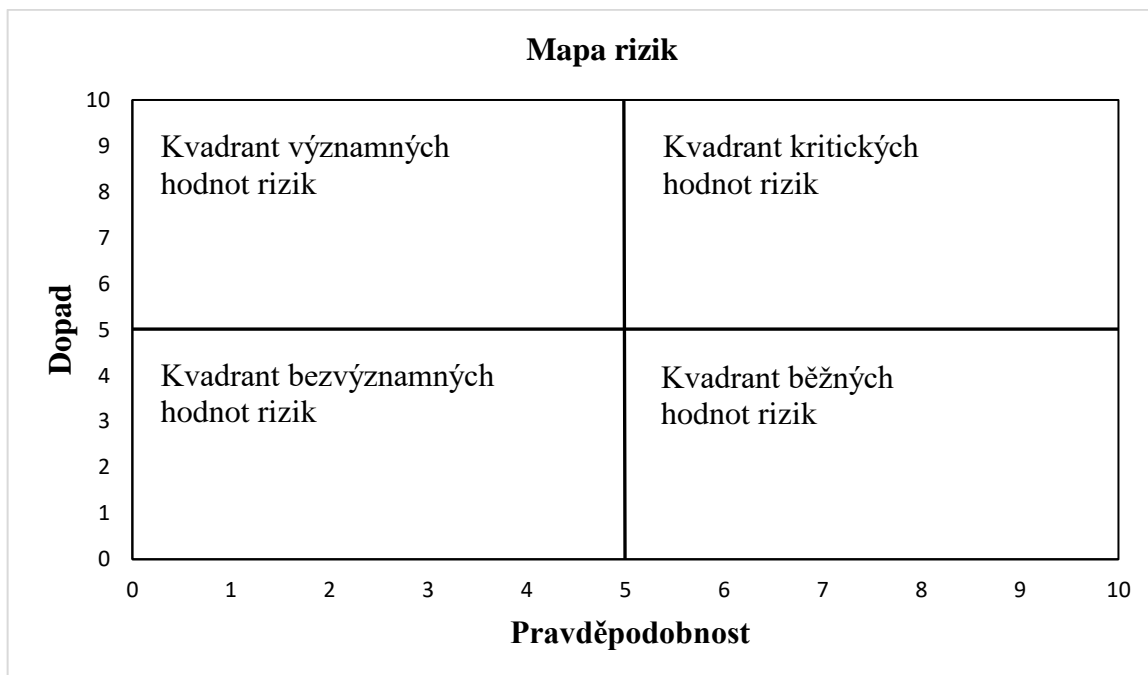 Mapa rizik
10
9
8
7
6
5
4
3
2
1
0
Dopad
Kvadrant významných
hodnot rizik
Kvadrant kritických
hodnot rizik
Kvadrant bezvýznamných
hodnot rizik
Kvadrant běžných
hodnot rizik
0 1 2 3 4 5 6 7 8 9 10
Pravděpodobnost